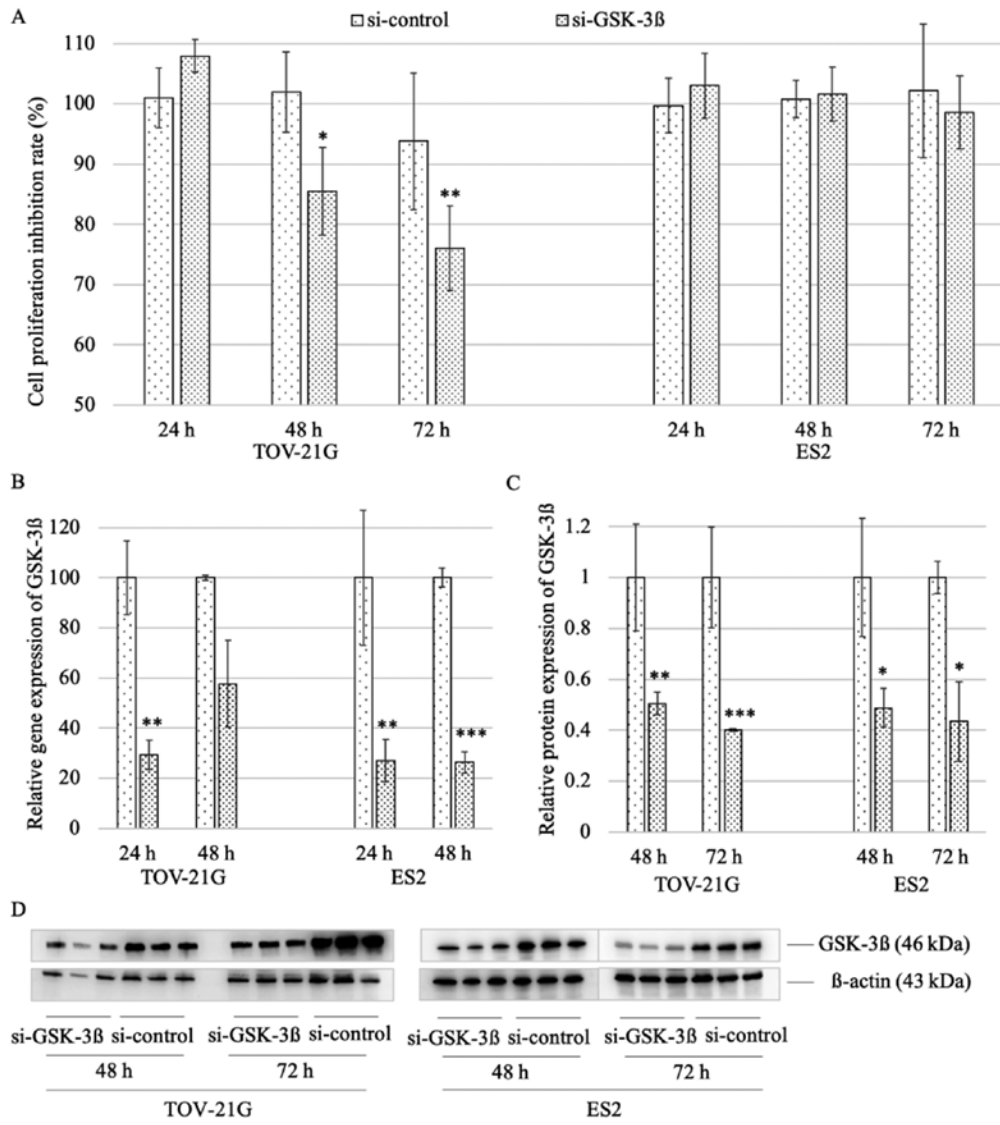 A
si-control si-GSK-3ß
Cell proliferation inhibition rate (%)
110
100
90
80
70
60
50
*
**
24 h 48 h 72 h 24 h 48 h 72 h
TOV-21G ES2
B
Relative gene expression of GSK-3ß
120
100
80
60
40
20
0
**
**
***
24 h 48 h 24 h 48 h
TOV-21G ES2
C
Relative protein expression of GSK-3ß
1.2
1
0.8
0.6
0.4
0.2
0
**
***
*
*
48 h 72 h 48 h 72 h
TOV-21G ES2
D
GSK-3ß (46 kDa)
ß-actin (43 kDa)
si-GSK-3ß si-control si-GSK-3ß si-control si-GSK-3ß si-control si-GSK-3ß si-control
48 h 72 h 48 h 72 h
TOV-21G ES2